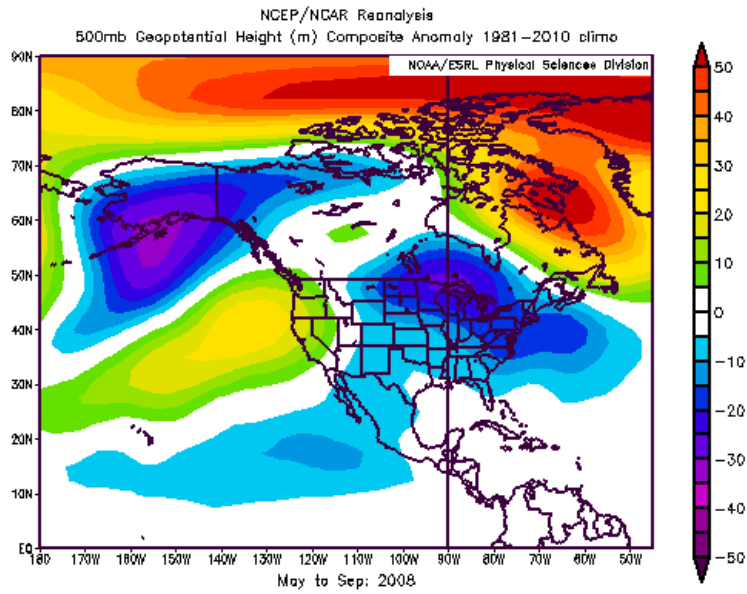 NCEP/NCAR Reanalysis
500mb Geopotential Height (m) Composite Anomaly 1981-2010 climo
NOAA/ESRL Physical Sciences Division
90N
80N
70N
60N
50N
40N
30N
20N
10N
EQ
180 170W 160W 150W 140W 130W 120W 110W 100W 90W 80W 70W 60W 50W
May to Sep: 2008
50
40
30
20
10
0
-10
-20
-30
-40
-50